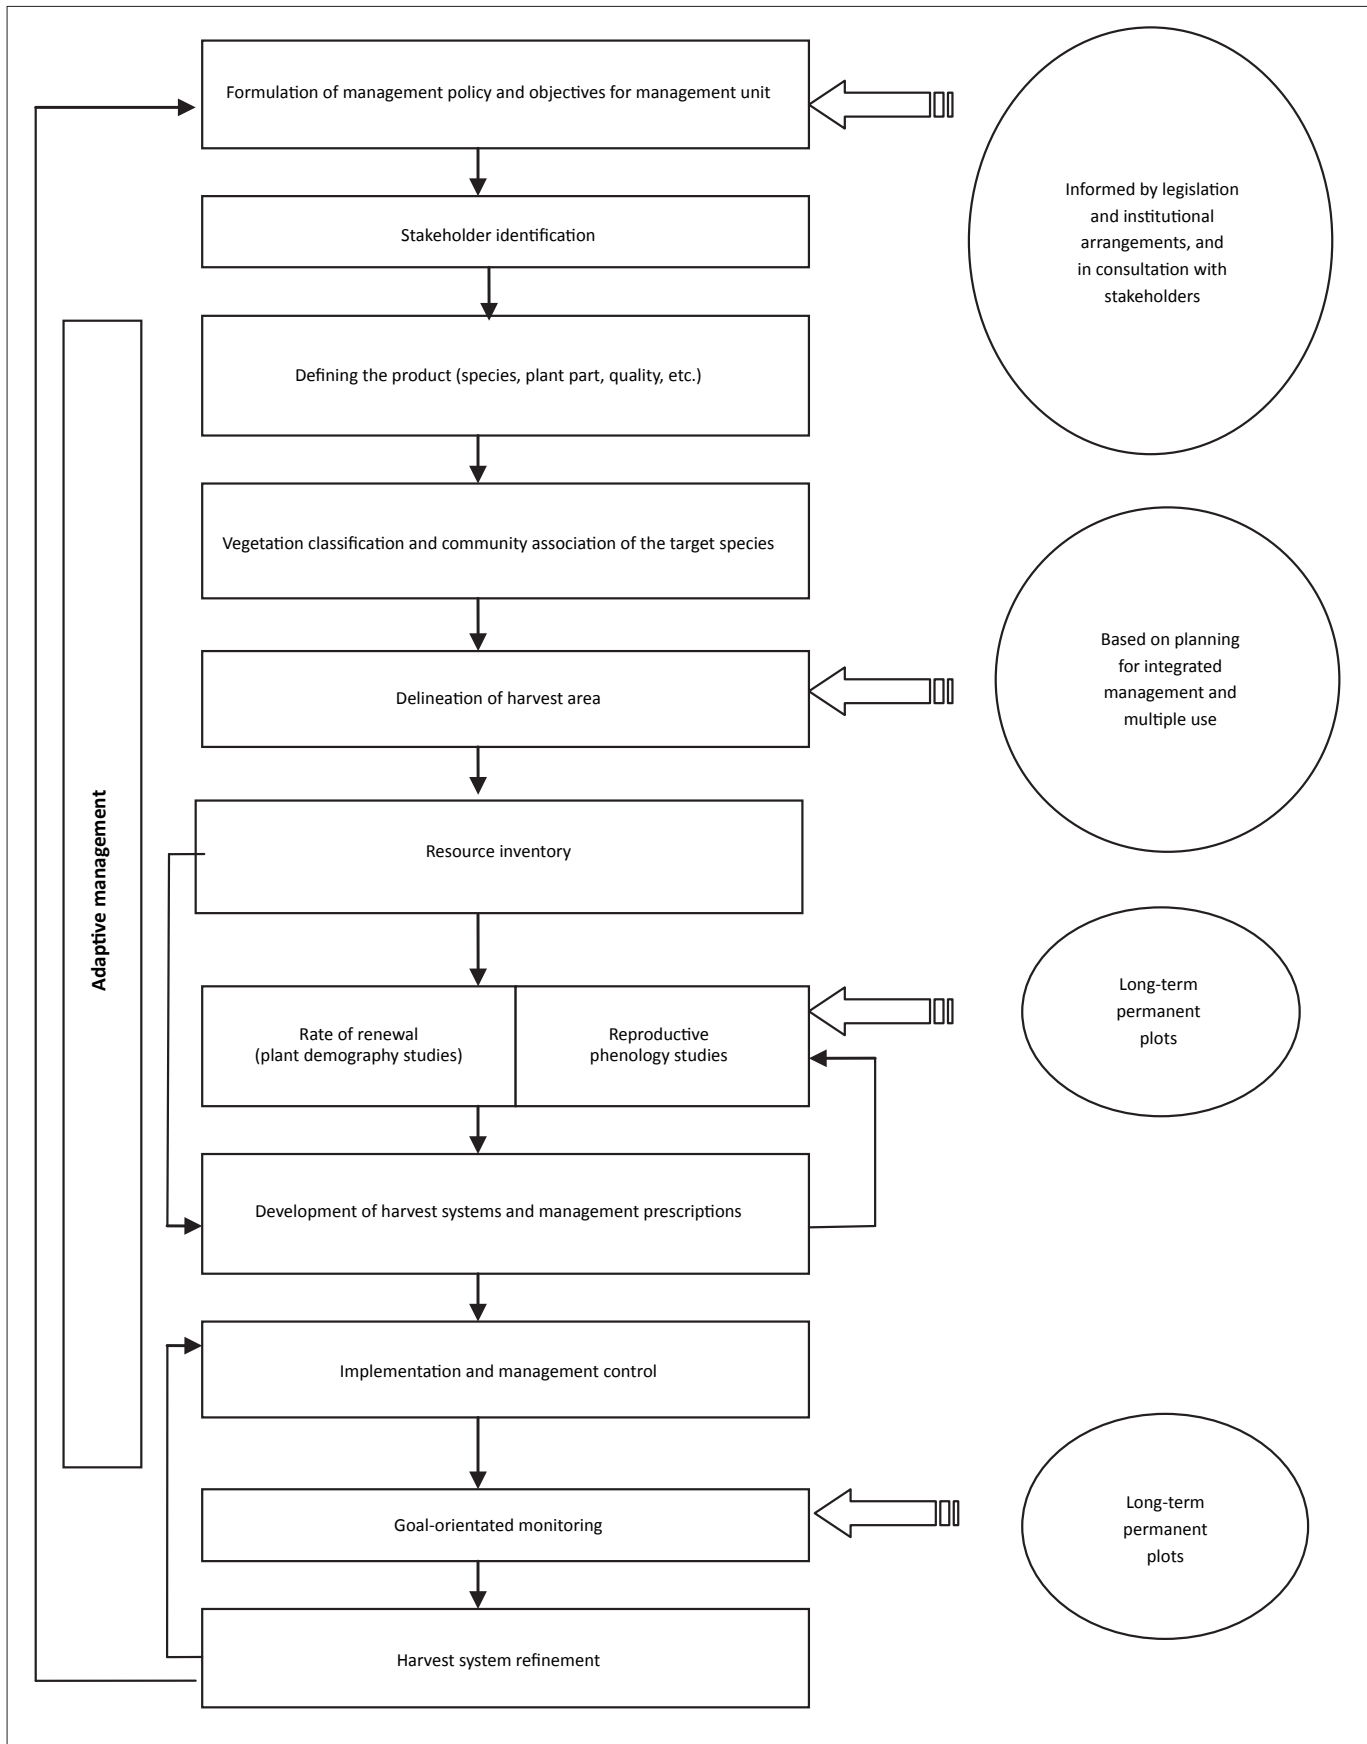 Formulation of management policy and objectives for management unit
Informed by legislation
and institutional
arrangements, and
in consultation with
stakeholders
Stakeholder identification
Defining the product (species, plant part, quality, etc.)
Vegetation classification and community association of the target species
Delineation of harvest area
Based on planning
for integrated
management and
multiple use
Adaptive management
Resource inventory
Rate of renewal
(plant demography studies)
Reproductive
phenology studies
Long-term
permanent
plots
Development of harvest systems and management prescriptions
Implementation and management control
Goal-orientated monitoring
Long-term
permanent
plots
Harvest system refinement